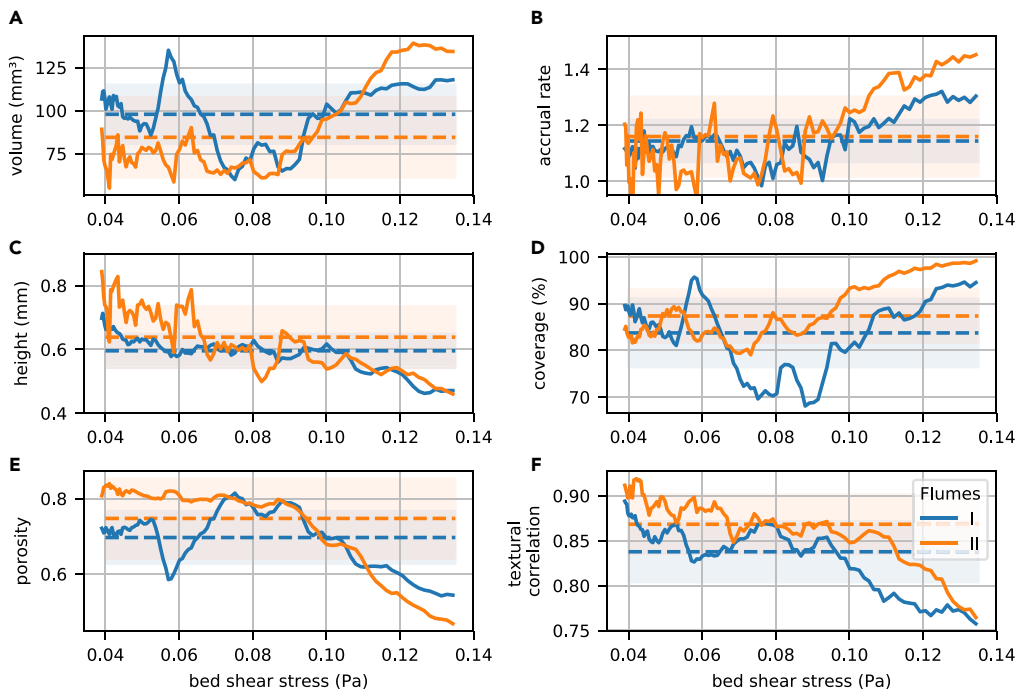 A
volume (mm³)
125
100
75
0.04 0.06 0.08 0.10 0.12 0.14
B
accrual rate
1.4
1.2
1.0
0.04 0.06 0.08 0.10 0.12 0.14
C
height (mm)
0.8
0.6
0.4
0.04 0.06 0.08 0.10 0.12 0.14
D
coverage (%)
100
90
80
70
0.04 0.06 0.08 0.10 0.12 0.14
E
porosity
0.8
0.6
0.04 0.06 0.08 0.10 0.12 0.14
bed shear stress (Pa)
F
textural
correlation
0.90
0.85
0.80
0.75
Flumes
I
II
0.04 0.06 0.08 0.10 0.12 0.14
bed shear stress (Pa)